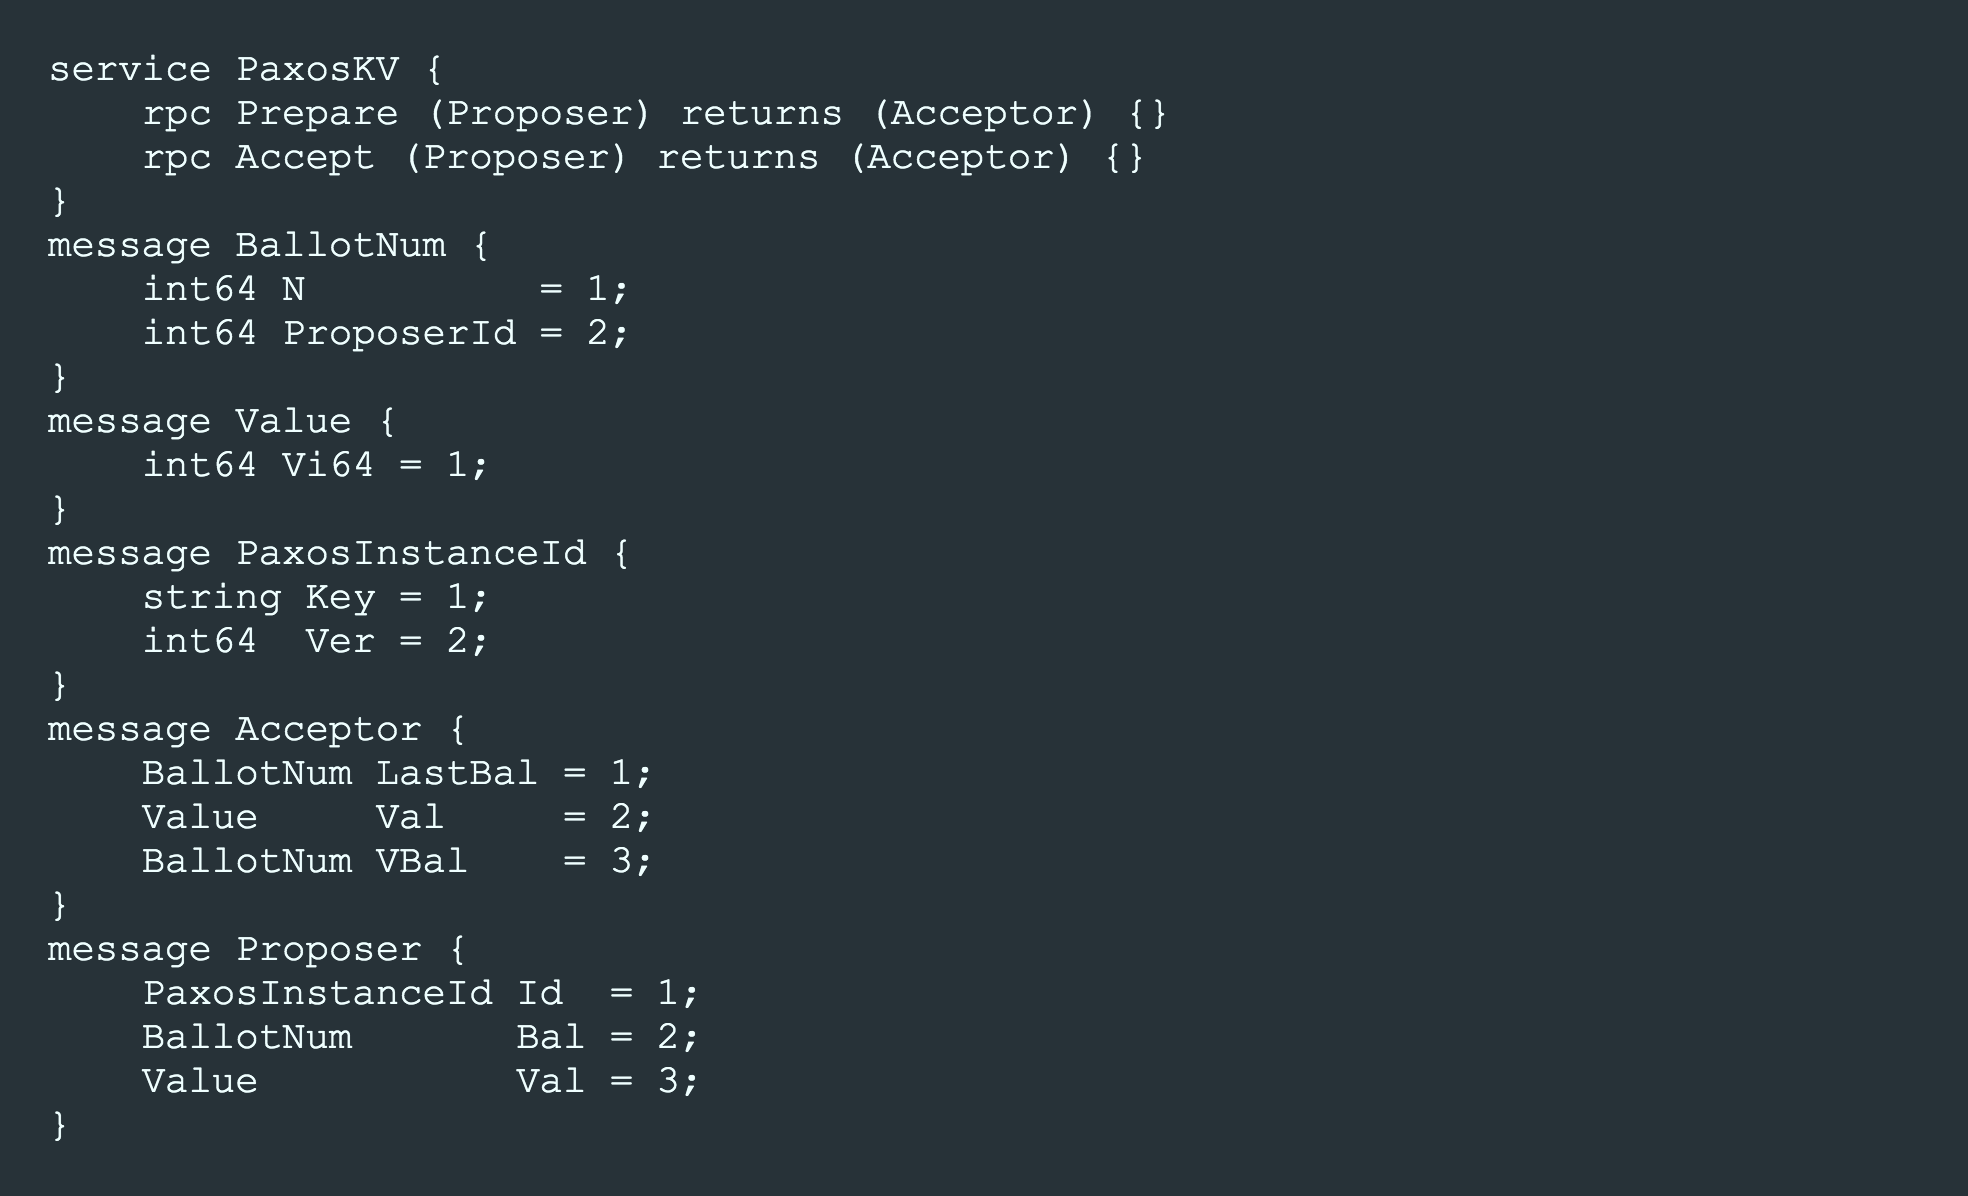 service PaxosKV {
    rpc Prepare (Proposer) returns (Acceptor) {}
    rpc Accept (Proposer) returns (Acceptor) {}
}
message BallotNum {
    int64 N          = 1;
    int64 ProposerId = 2;
}
message Value {
    int64 Vi64 = 1;
}
message PaxosInstanceId {
    string Key = 1;
    int64  Ver = 2;
}
message Acceptor {
    BallotNum LastBal = 1;
    Value     Val     = 2;
    BallotNum VBal    = 3;
}
message Proposer {
    PaxosInstanceId Id  = 1;
    BallotNum       Bal = 2;
    Value           Val = 3;
}